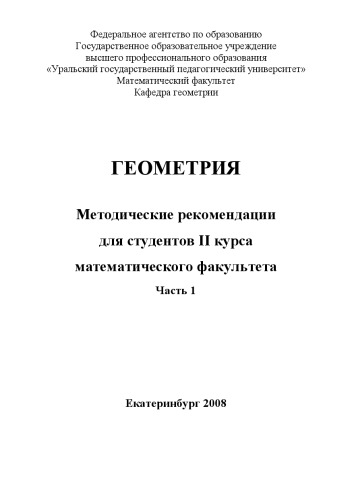 Федеральное агентство по образованию
Государственное образовательное учреждение
высшего профессионального образования
«Уральский государственный педагогический университет»
Математический факультет
Кафедра геометрии
ГЕОМЕТРИЯ
Методические рекомендации
для студентов II курса
математического факультета
Часть 1
Екатеринбург 2008